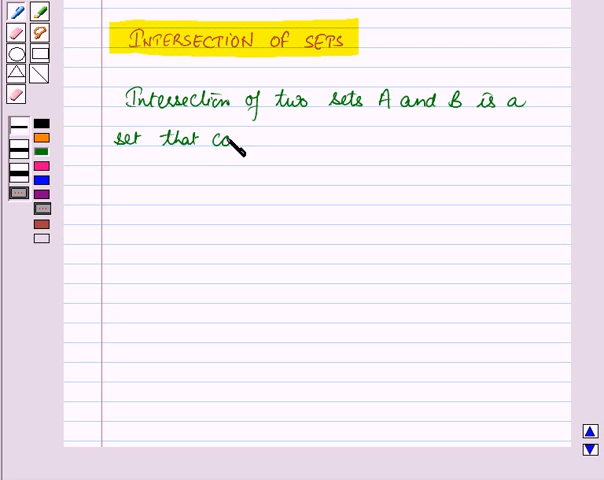 INTERSECTION OF SETS
Intersection of two sets A and B is a
set that co